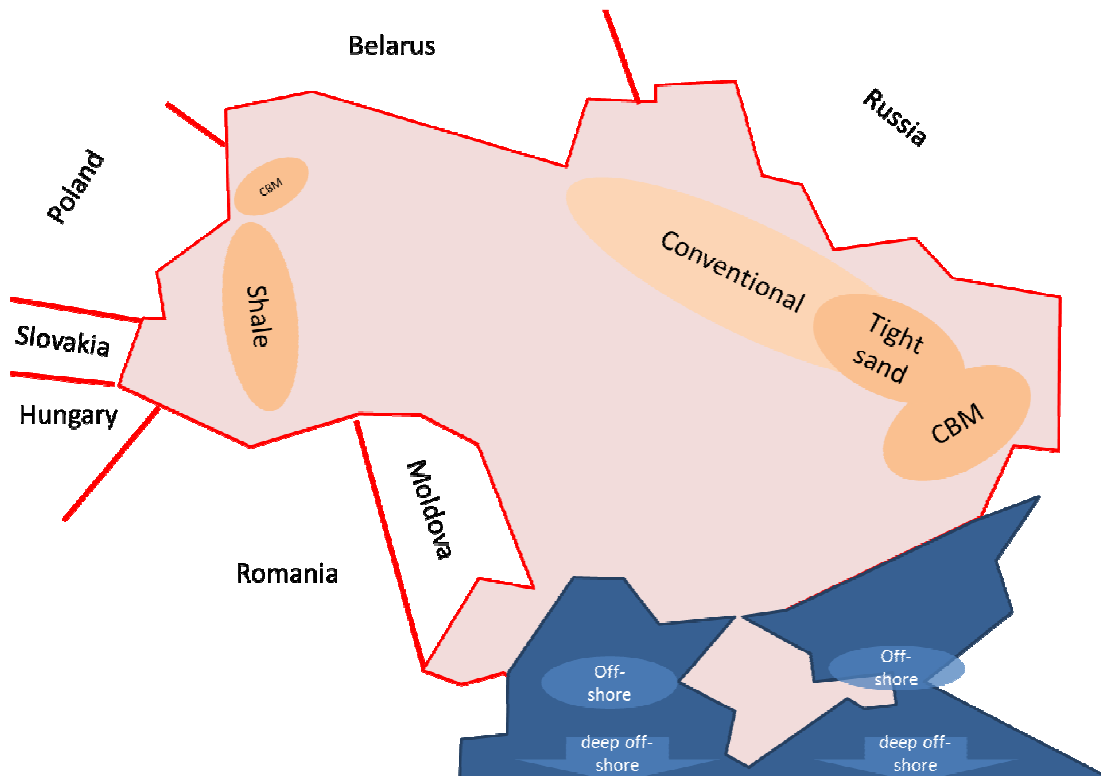 Belarus
Russia
Poland
CBM
Conventional
Shale
Tight
sand
Slovakia
CBM
Hungary
Moldova
Romania
Off-
shore
Off-
shore
deep off-
shore
deep off-
shore